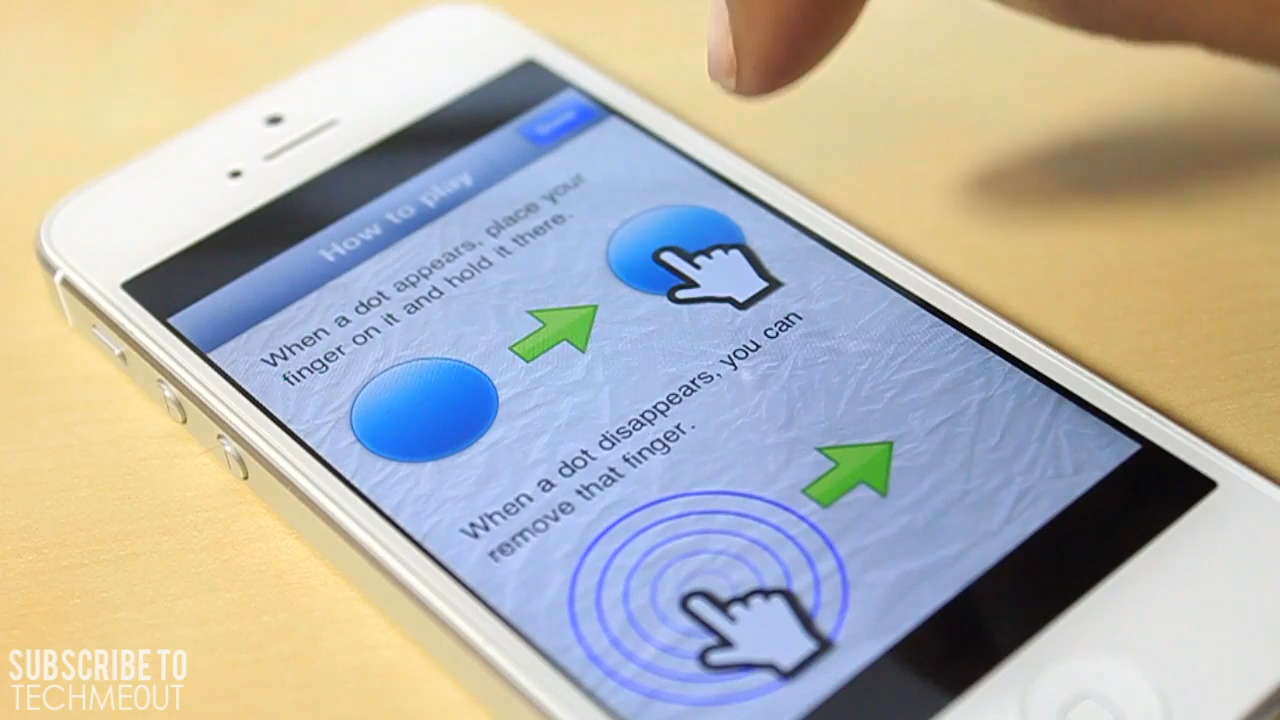 How to play
When a dot appears, place your
finger on it and hold it there.
When a dot disappears, you can
remove that finger.
SUBSCRIBE TO
TECHMEOUT